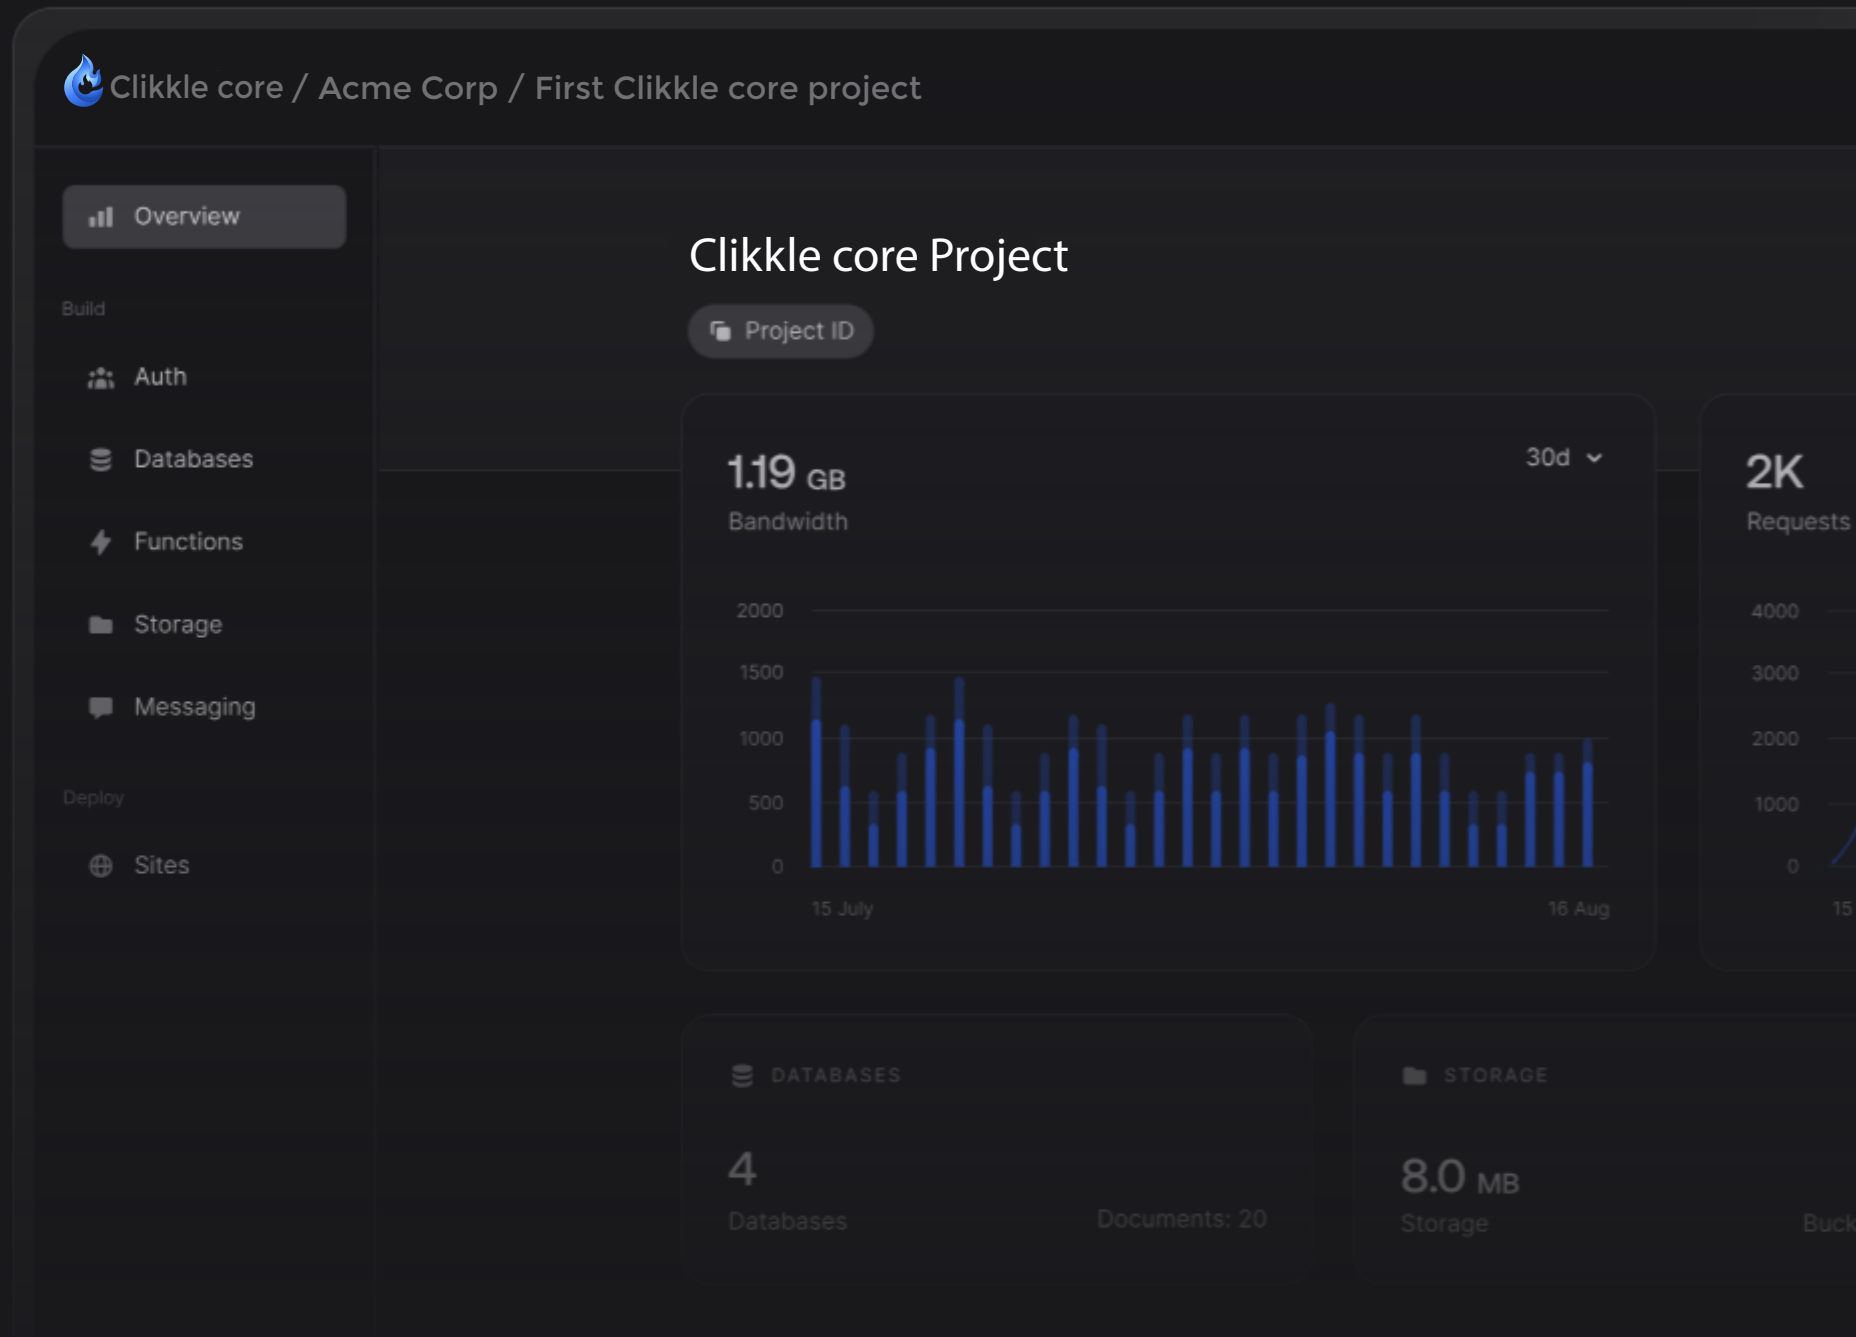 Clikkle core / Acme Corp / First Clikkle core project
Overview
Build
Auth
Databases
Functions
Storage
Messaging
Deploy
Sites
Clikkle core Project
Project ID
1.19 GB
30d
Bandwidth
2000
1500
1000
500
0
15 July
16 Aug
2K
Requests
4000
3000
2000
1000
0
15
DATABASES
4
Databases
Documents: 20
STORAGE
8.0 MB
Storage
Buck